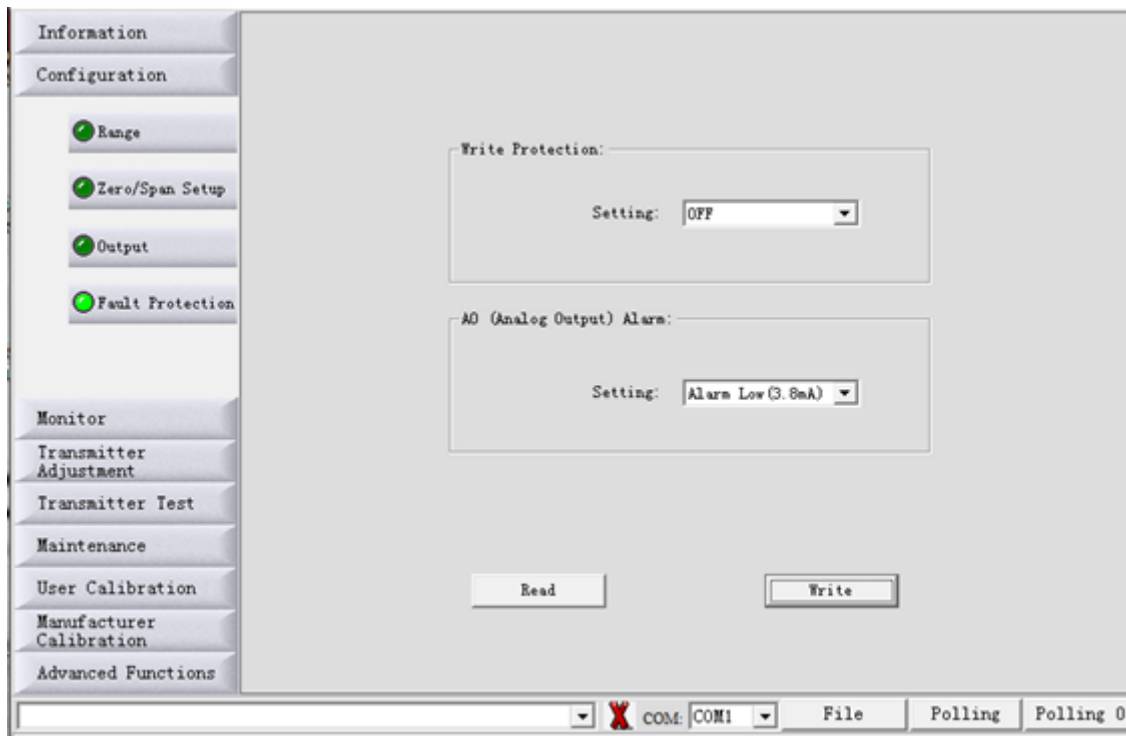 Information
Configuration
Range
Zero/Span Setup
Output
Fault Protection
Monitor
Transmitter
Adjustment
Transmitter Test
Maintenance
User Calibration
Manufacturer
Calibration
Advanced Functions
Write Protection:
Setting: OFF
AO (Analog Output) Alarm:
Setting: Alarm Low(3.8mA)
Read Write
X COM: COM1 File Polling Polling 0